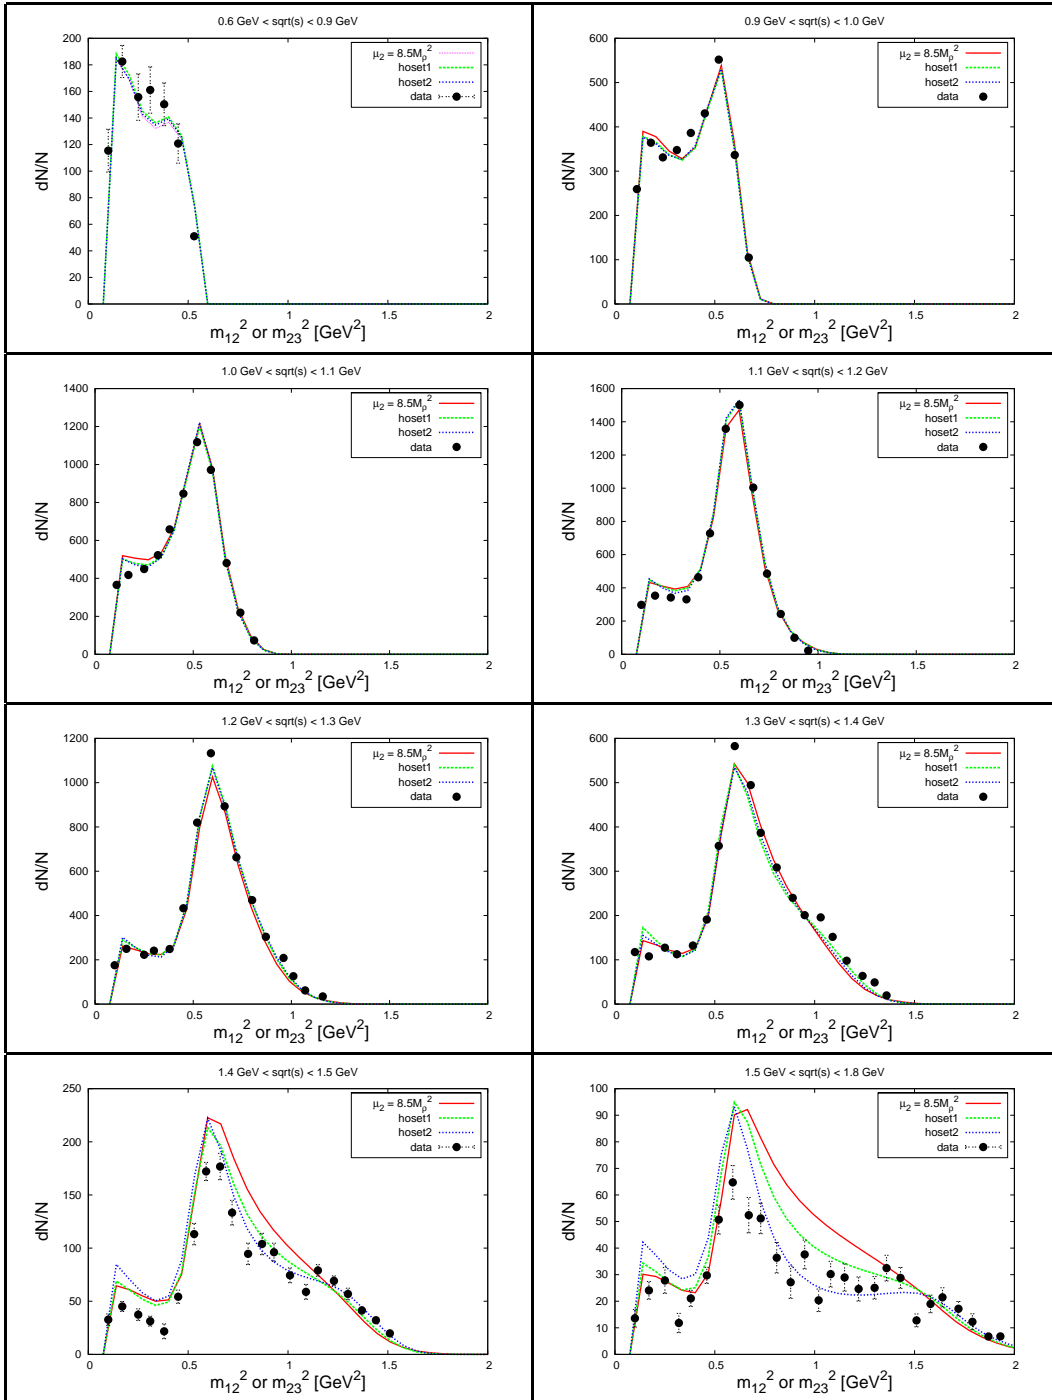 0.6 GeV < sqrt(s) < 0.9 GeV
200
180
160
140
120
100
80
60
40
20
0
dN/N
μ₂ = 8.5Mρ²
hoset1
hoset2
data
0 0.5 1 1.5 2
m₁₂² or m₂₃² [GeV²]
0.9 GeV < sqrt(s) < 1.0 GeV
600
500
400
300
200
100
0
dN/N
μ₂ = 8.5Mρ²
hoset1
hoset2
data
0 0.5 1 1.5 2
m₁₂² or m₂₃² [GeV²]
1.0 GeV < sqrt(s) < 1.1 GeV
1400
1200
1000
800
600
400
200
0
dN/N
μ₂ = 8.5Mρ²
hoset1
hoset2
data
0 0.5 1 1.5 2
m₁₂² or m₂₃² [GeV²]
1.1 GeV < sqrt(s) < 1.2 GeV
1600
1400
1200
1000
800
600
400
200
0
dN/N
μ₂ = 8.5Mρ²
hoset1
hoset2
data
0 0.5 1 1.5 2
m₁₂² or m₂₃² [GeV²]
1.2 GeV < sqrt(s) < 1.3 GeV
1200
1000
800
600
400
200
0
dN/N
μ₂ = 8.5Mρ²
hoset1
hoset2
data
0 0.5 1 1.5 2
m₁₂² or m₂₃² [GeV²]
1.3 GeV < sqrt(s) < 1.4 GeV
600
500
400
300
200
100
0
dN/N
μ₂ = 8.5Mρ²
hoset1
hoset2
data
0 0.5 1 1.5 2
m₁₂² or m₂₃² [GeV²]
1.4 GeV < sqrt(s) < 1.5 GeV
250
200
150
100
50
0
dN/N
μ₂ = 8.5Mρ²
hoset1
hoset2
data
0 0.5 1 1.5 2
m₁₂² or m₂₃² [GeV²]
1.5 GeV < sqrt(s) < 1.8 GeV
100
90
80
70
60
50
40
30
20
10
0
dN/N
μ₂ = 8.5Mρ²
hoset1
hoset2
data
0 0.5 1 1.5 2
m₁₂² or m₂₃² [GeV²]